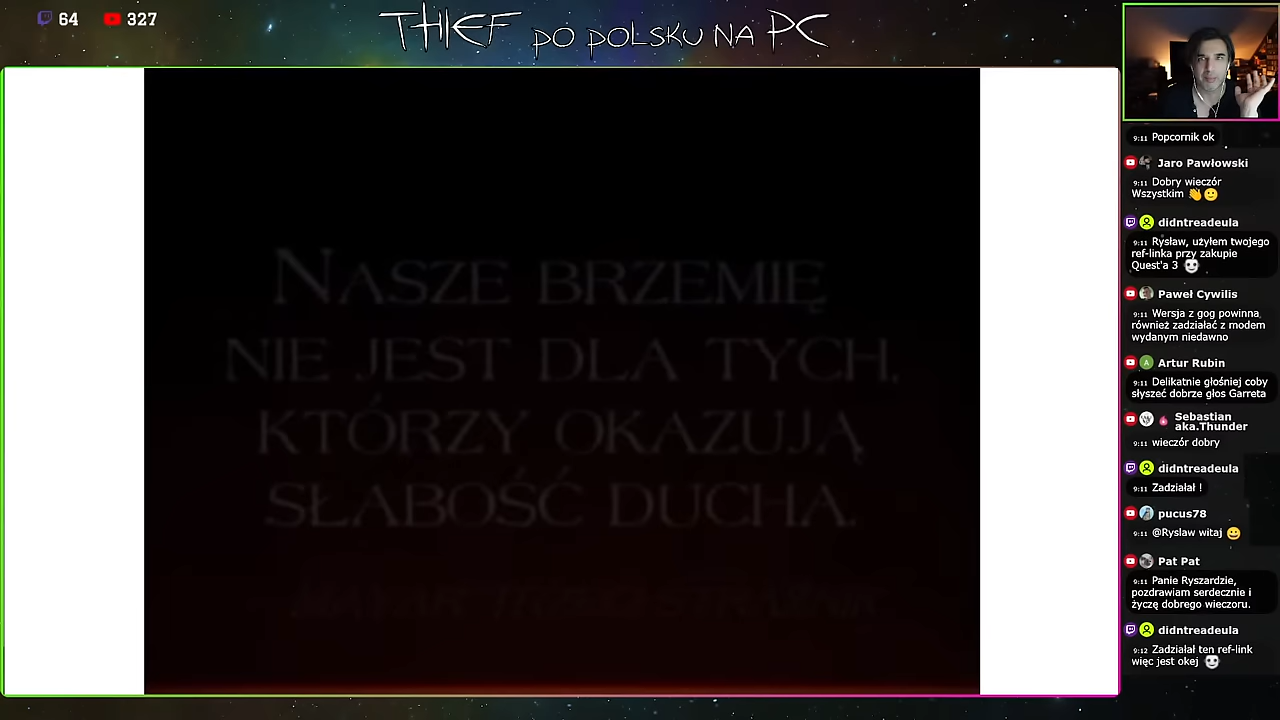 64 327
THIEF PO POLSKU NA PC
NASZE BRZEMIĘ
NIE JEST DLA TYCH,
KTÓRZY OKAZUJĄ
SŁABOŚĆ DUCHA.
9:11 Popcornik ok
Jaro Pawłowski
9:11 Dobry wieczór
Wszystkim 👋🙂
didntreadeula
9:11 Rysław, użyłem twojego
ref-linka przy zakupie
Quest'a 3
Paweł Cywilis
9:11 Wersja z gog powinna
również zadziałać z modem
wydanym niedawno
A Artur Rubin
9:11 Delikatnie głośniej coby
słyszeć dobrze głos Garreta
Sebastian
aka.Thunder
9:11 wieczór dobry
didntreadeula
9:11 Zadziałał !
pucus78
9:11 @Ryslaw witaj 😀
Pat Pat
9:11 Panie Ryszardzie,
pozdrawiam serdecznie i
życzę dobrego wieczoru.
didntreadeula
9:12 Zadziałał ten ref-link
więc jest okej